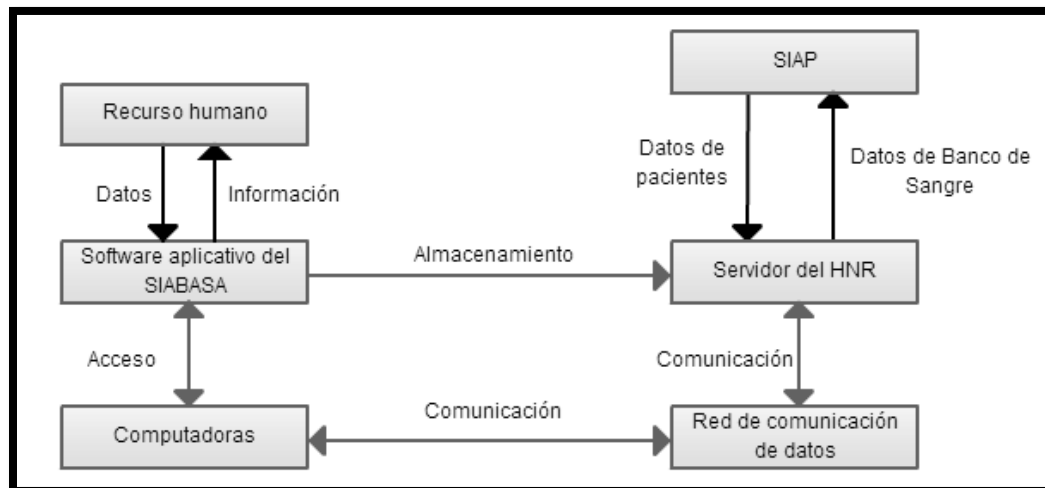 SIAP
Recurso humano
Datos de
pacientes
Datos de Banco de
Sangre
Datos
Información
Software aplicativo del
SIABASA
Almacenamiento
Servidor del HNR
Acceso
Comunicación
Computadoras
Comunicación
Red de comunicación
de datos